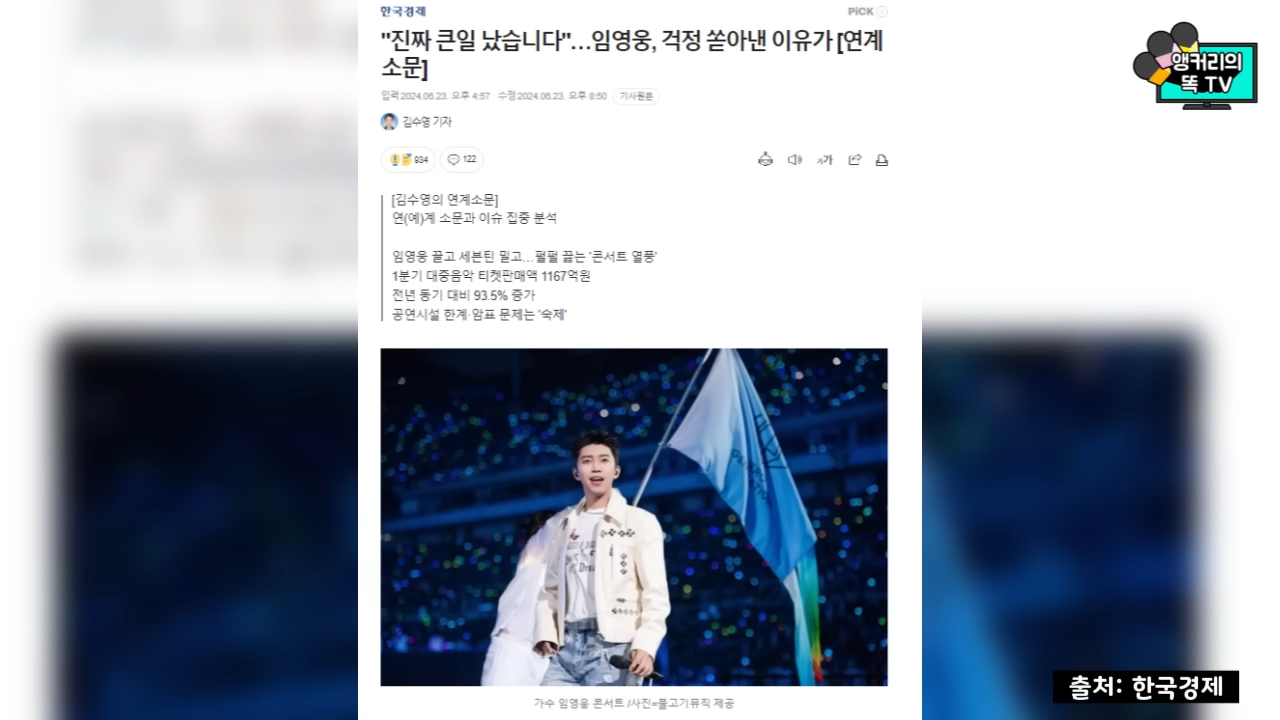 한국경제
PiCK
"진짜 큰일 났습니다"…임영웅, 걱정 쏟아낸 이유가 [연계
소문]
입력 2024.06.23. 오후 4:57 수정 2024.06.23. 오후 8:50 기사원문
김수영 기자
934 122
가가
[김수영의 연계소문]
연(예)계 소문과 이슈 집중 분석
임영웅 끌고 세븐틴 밀고…펄펄 끓는 '콘서트 열풍'
1분기 대중음악 티켓판매액 1167억원
전년 동기 대비 93.5% 증가
공연시설 한계·암표 문제는 '숙제'
가수 임영웅 콘서트 /사진=물고기뮤직 제공
앵커리의
똑 TV
출처: 한국경제